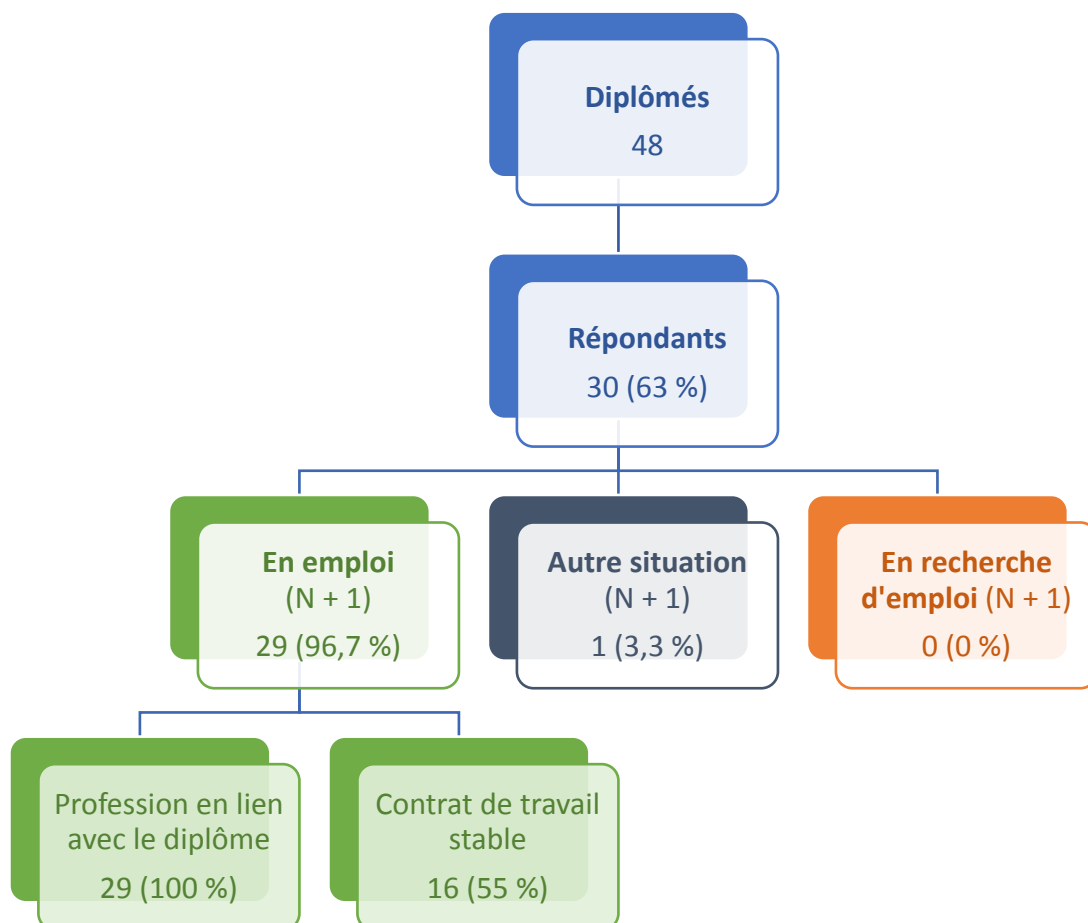 Diplômés
48
Répondants
30 (63 %)
En emploi
(N + 1)
29 (96,7 %)
Autre situation
(N + 1)
1 (3,3 %)
En recherche
d'emploi (N + 1)
0 (0 %)
Profession en lien
avec le diplôme
29 (100 %)
Contrat de travail
stable
16 (55 %)